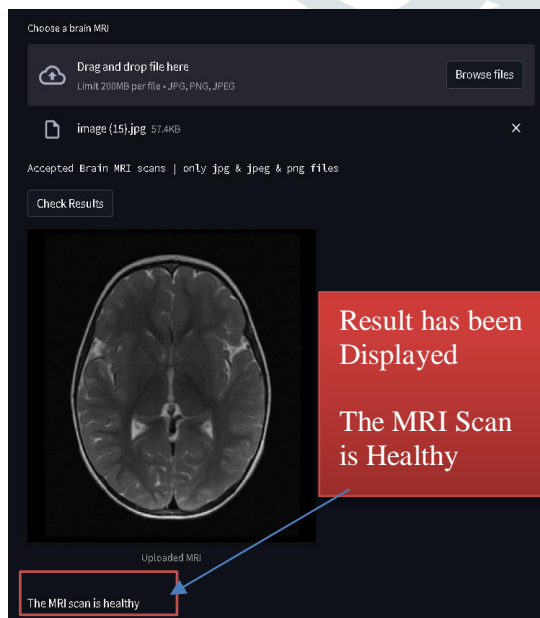 Choose a brain MRI
Drag and drop file here
Limit 200MB per file • JPG, PNG, JPEG
Browse files
image (15).jpg 57.4KB
Accepted Brain MRI scans | only jpg & jpeg & png files
Check Results
Result has been
Displayed
The MRI Scan
is Healthy
Uploaded MRI
The MRI scan is healthy